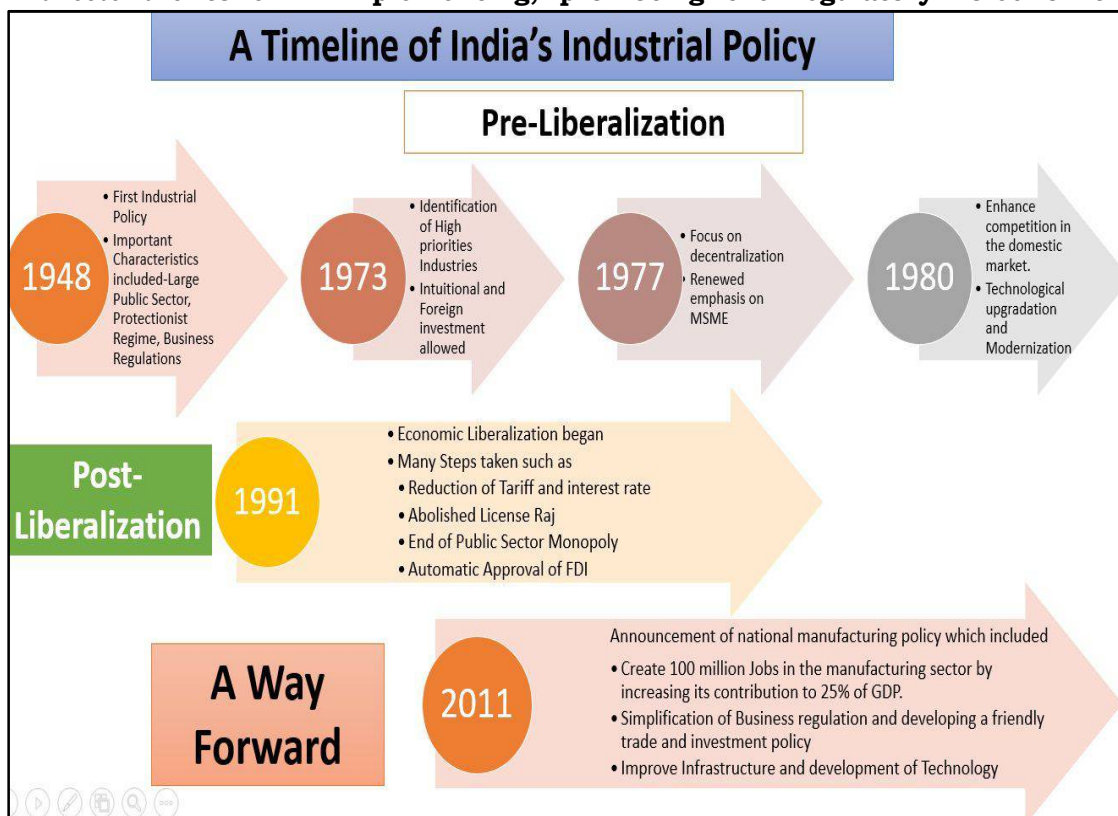 A Timeline of India's Industrial Policy
Pre-Liberalization
1948
• First Industrial
Policy
• Important
Characteristics
included-Large
Public Sector,
Protectionist
Regime, Business
Regulations
1973
• Identification
of High
priorities
Industries
• Intuitional and
Foreign
investment
allowed
1977
• Focus on
decentralization
• Renewed
emphasis on
MSME
1980
• Enhance
competition in
the domestic
market.
• Technological
upgradation
and
Modernization
Post-
Liberalization
1991
• Economic Liberalization began
• Many Steps taken such as
• Reduction of Tariff and interest rate
• Abolished License Raj
• End of Public Sector Monopoly
• Automatic Approval of FDI
A Way
Forward
2011
Announcement of national manufacturing policy which included
• Create 100 million Jobs in the manufacturing sector by
increasing its contribution to 25% of GDP.
• Simplification of Business regulation and developing a friendly
trade and investment policy
• Improve Infrastructure and development of Technology